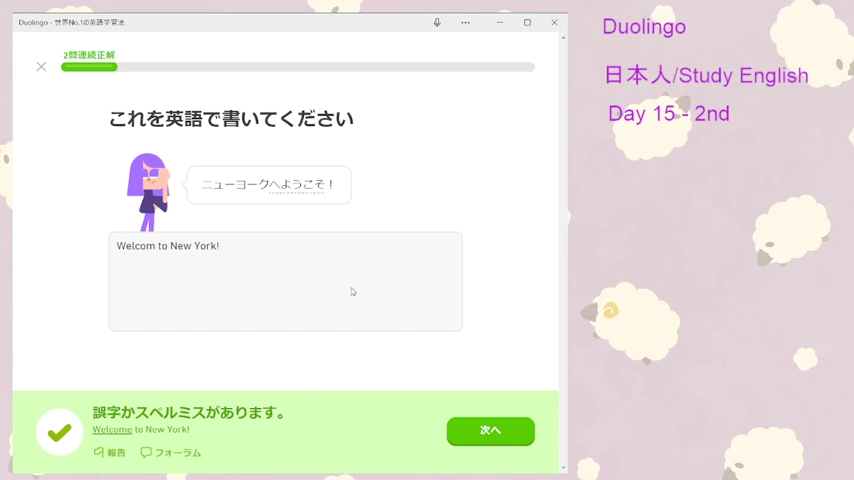 Duolingo - 世界No.1の英語学習法
2問連続正解
これを英語で書いてください
ニューヨークへようこそ！
Welcom to New York!
誤字かスペルミスがあります。
Welcome to New York!
報告 フォーラム
次へ
Duolingo
日本人/Study English
Day 15 - 2nd